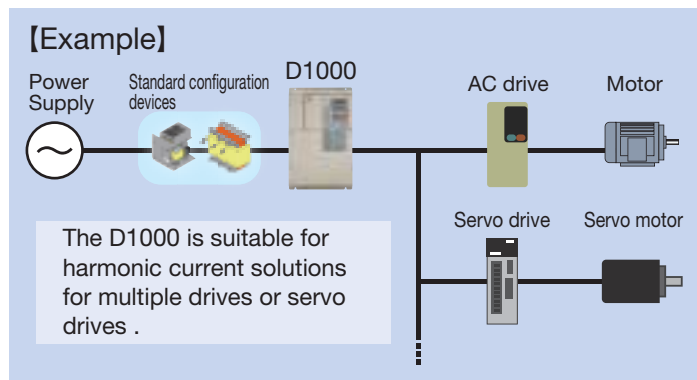 【Example】
Power
Supply
Standard configuration
devices
D1000
AC drive
Motor
Servo drive
Servo motor
The D1000 is suitable for
harmonic current solutions
for multiple drives or servo
drives .